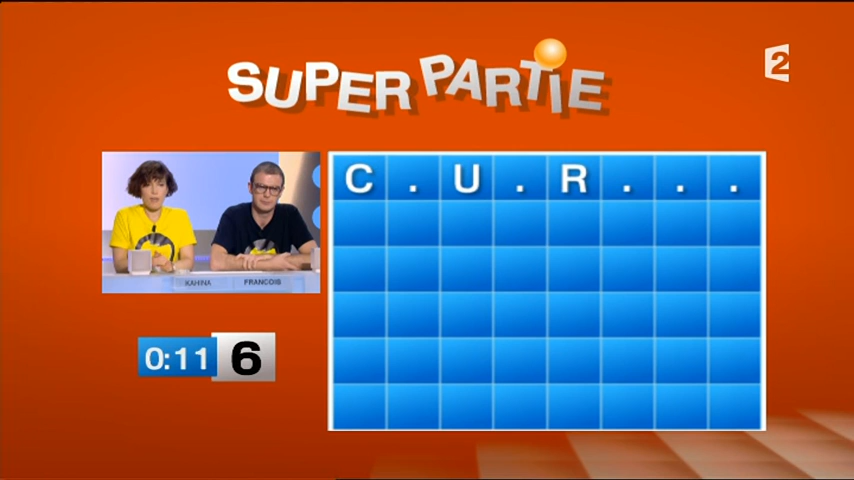 SUPER PARTIE
2
C . U . R . . .
KAHINA FRANCOIS
0:11 6